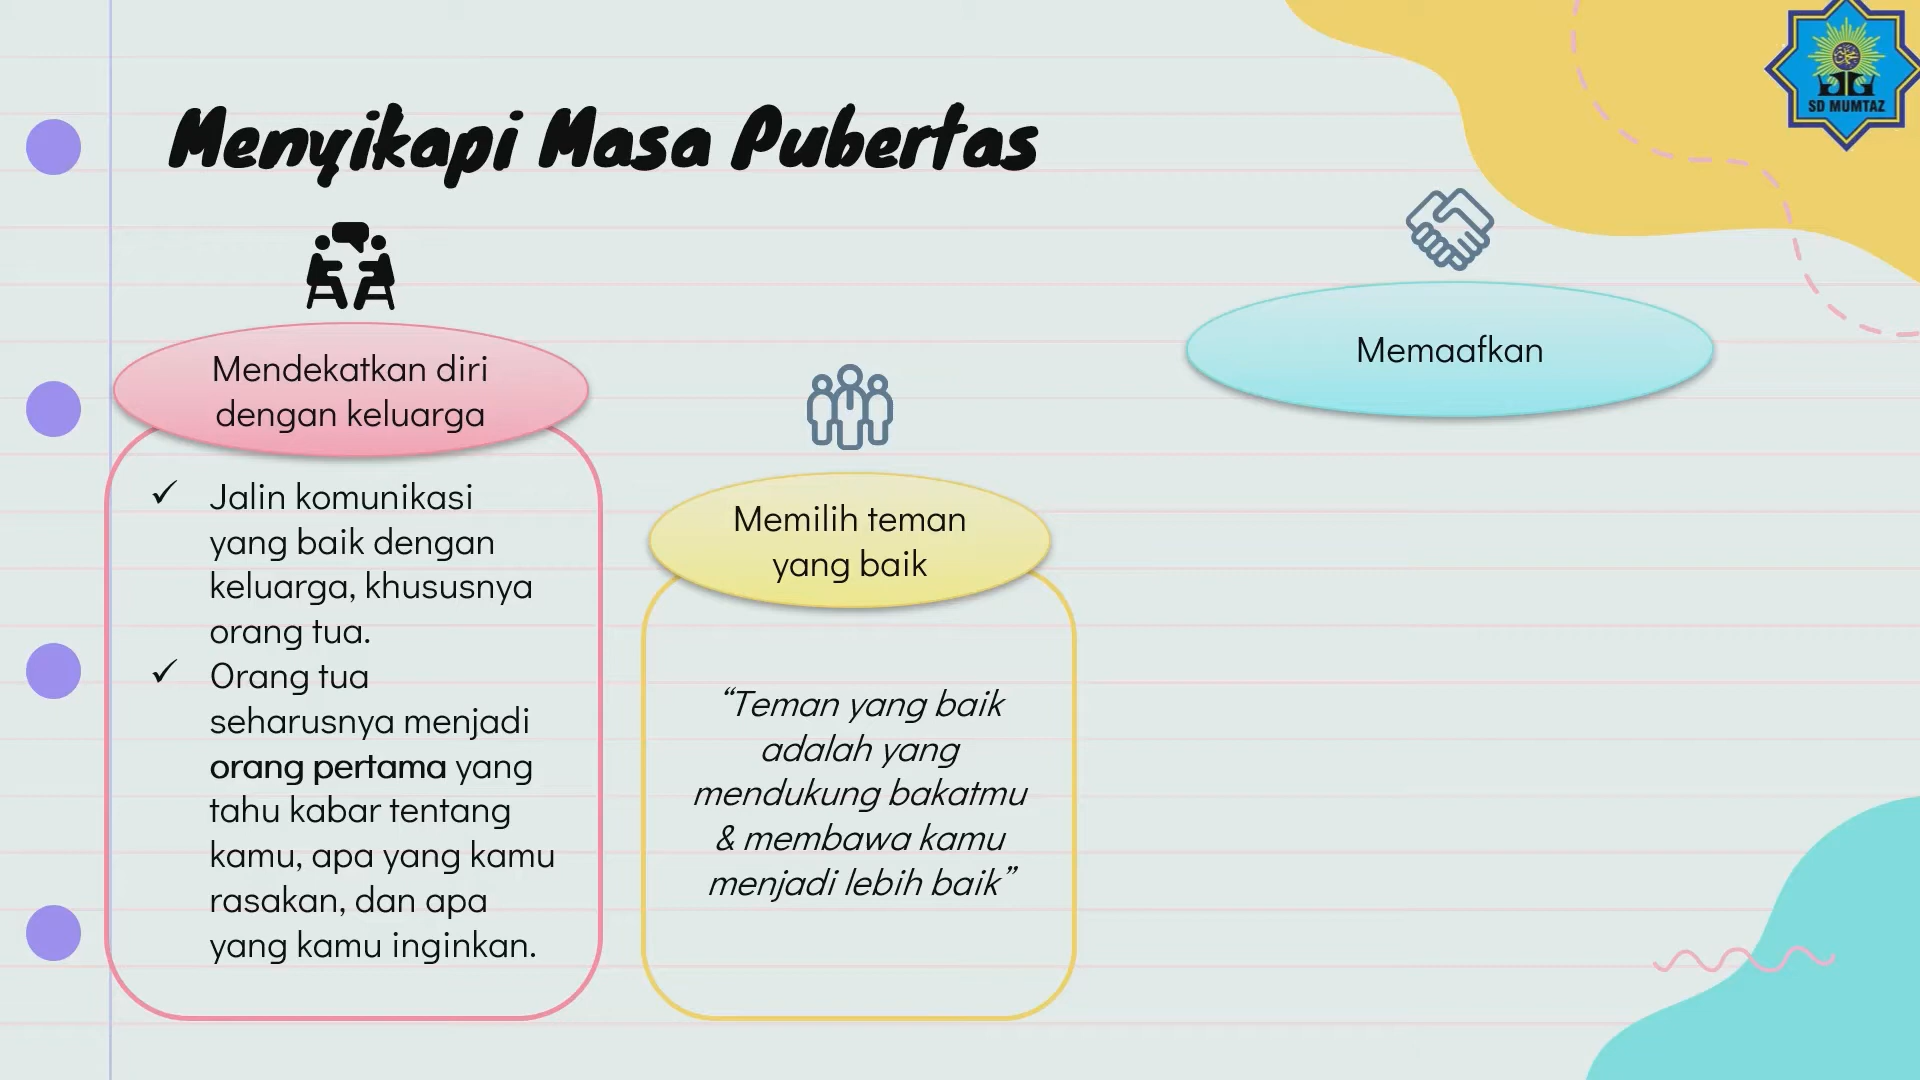 SD MUMTAZ
Menyikapi Masa Pubertas
Mendekatkan diri
dengan keluarga
✓ Jalin komunikasi
yang baik dengan
keluarga, khususnya
orang tua.
✓ Orang tua
seharusnya menjadi
orang pertama yang
tahu kabar tentang
kamu, apa yang kamu
rasakan, dan apa
yang kamu inginkan.
Memilih teman
yang baik
“Teman yang baik
adalah yang
mendukung bakatmu
& membawa kamu
menjadi lebih baik”
Memaafkan